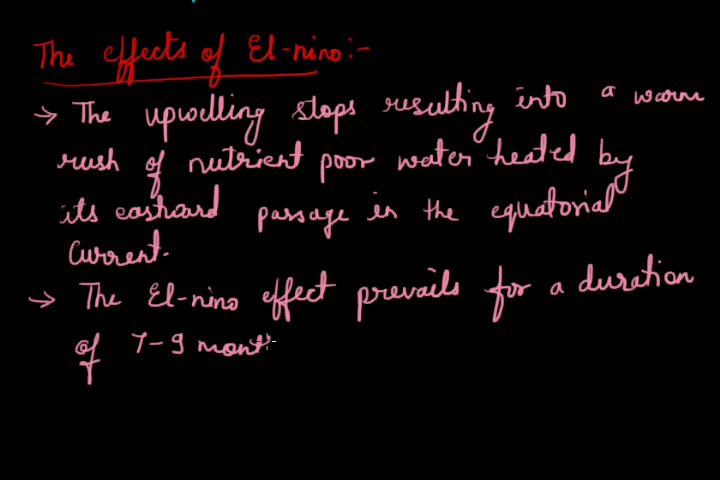 The effects of El-nino:-
→ The upwelling stops resulting into a warm
rush of nutrient poor water heated by
its eastward passage in the equatorial
Current.
→ The El-nino effect prevails for a duration
of 7-9 mont